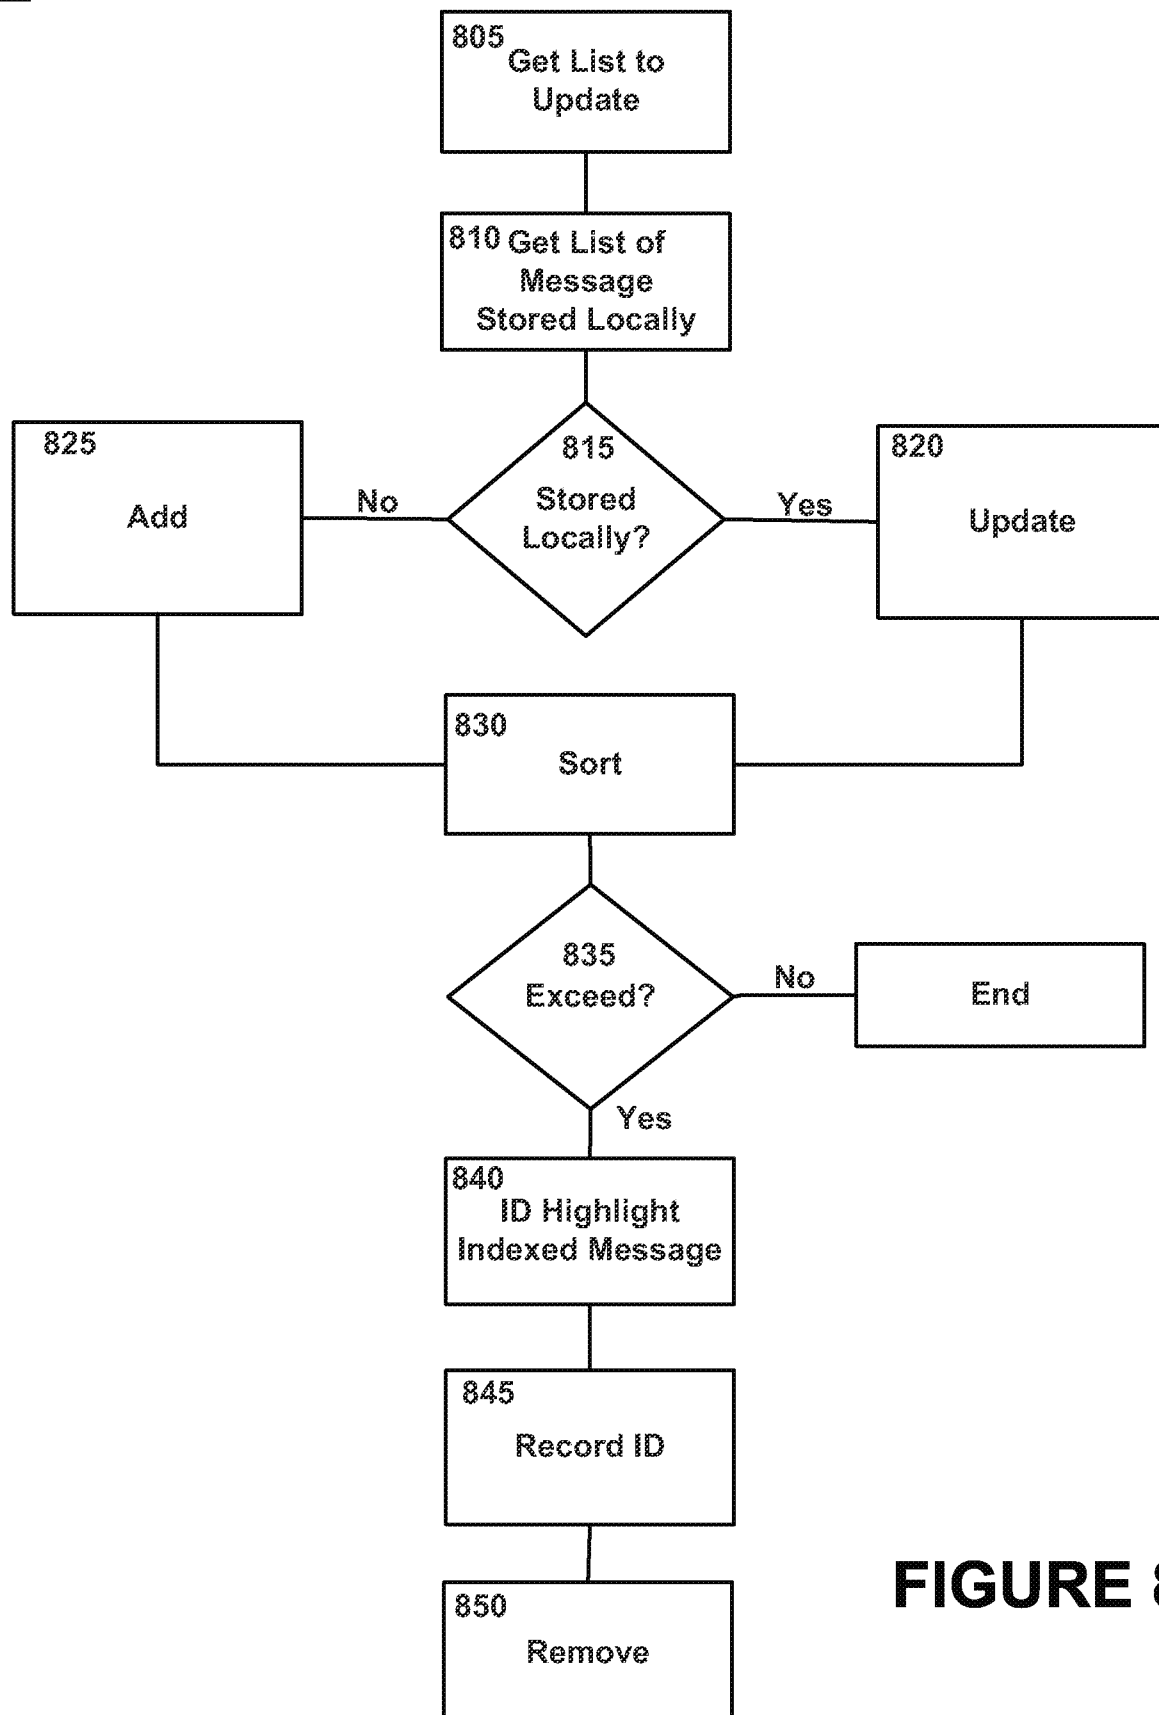 805
Get List to
Update
810 Get List of
Message
Stored Locally
825
Add
No
815
Stored
Locally?
Yes
820
Update
830
Sort
835
Exceed?
No
End
Yes
840
ID Highlight
Indexed Message
845
Record ID
850
Remove
FIGURE 8